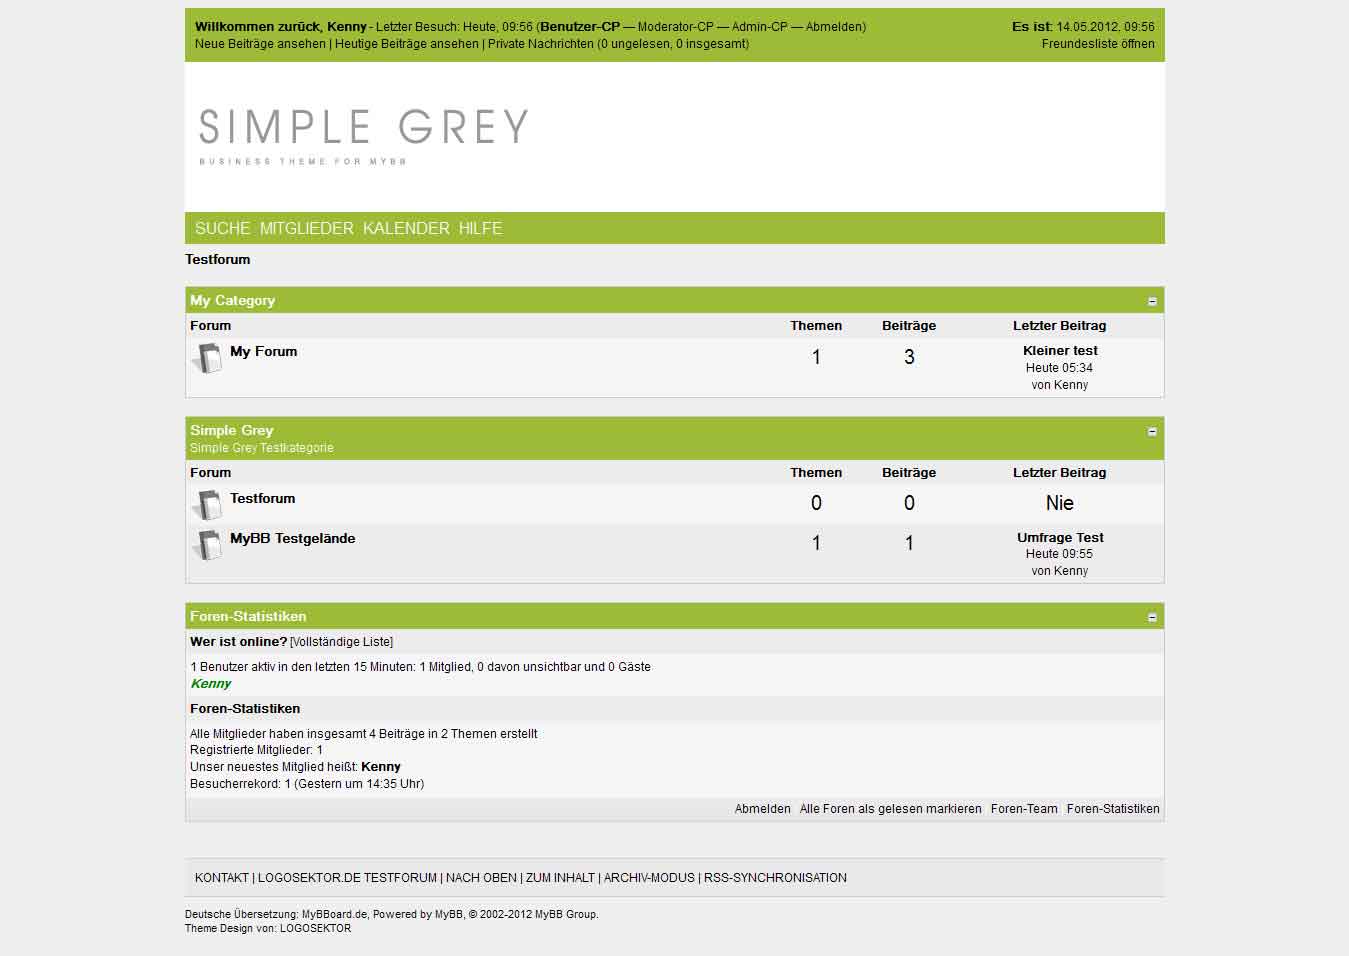 Willkommen zurück, Kenny - Letzter Besuch: Heute, 09:56 (Benutzer-CP — Moderator-CP — Admin-CP — Abmelden) Es ist: 14.05.2012, 09:56
Neue Beiträge ansehen | Heutige Beiträge ansehen | Private Nachrichten (0 ungelesen, 0 insgesamt) Freundesliste öffnen
SIMPLE GREY
BUSINESS THEME FOR MYBB
SUCHE MITGLIEDER KALENDER HILFE
Testforum
My Category
Forum Themen Beiträge Letzter Beitrag
My Forum 1 3 Kleiner test
Heute 05:34
von Kenny
Simple Grey
Simple Grey Testkategorie
Forum Themen Beiträge Letzter Beitrag
Testforum 0 0 Nie
MyBB Testgelände 1 1 Umfrage Test
Heute 09:55
von Kenny
Foren-Statistiken
Wer ist online? [Vollständige Liste]
1 Benutzer aktiv in den letzten 15 Minuten: 1 Mitglied, 0 davon unsichtbar und 0 Gäste
Kenny
Foren-Statistiken
Alle Mitglieder haben insgesamt 4 Beiträge in 2 Themen erstellt
Registrierte Mitglieder: 1
Unser neuestes Mitglied heißt: Kenny
Besucherrekord: 1 (Gestern um 14:35 Uhr)
Abmelden Alle Foren als gelesen markieren Foren-Team Foren-Statistiken
KONTAKT | LOGOSEKTOR.DE TESTFORUM | NACH OBEN | ZUM INHALT | ARCHIV-MODUS | RSS-SYNCHRONISATION
Deutsche Übersetzung: MyBBoard.de, Powered by MyBB, © 2002-2012 MyBB Group.
Theme Design von: LOGOSEKTOR